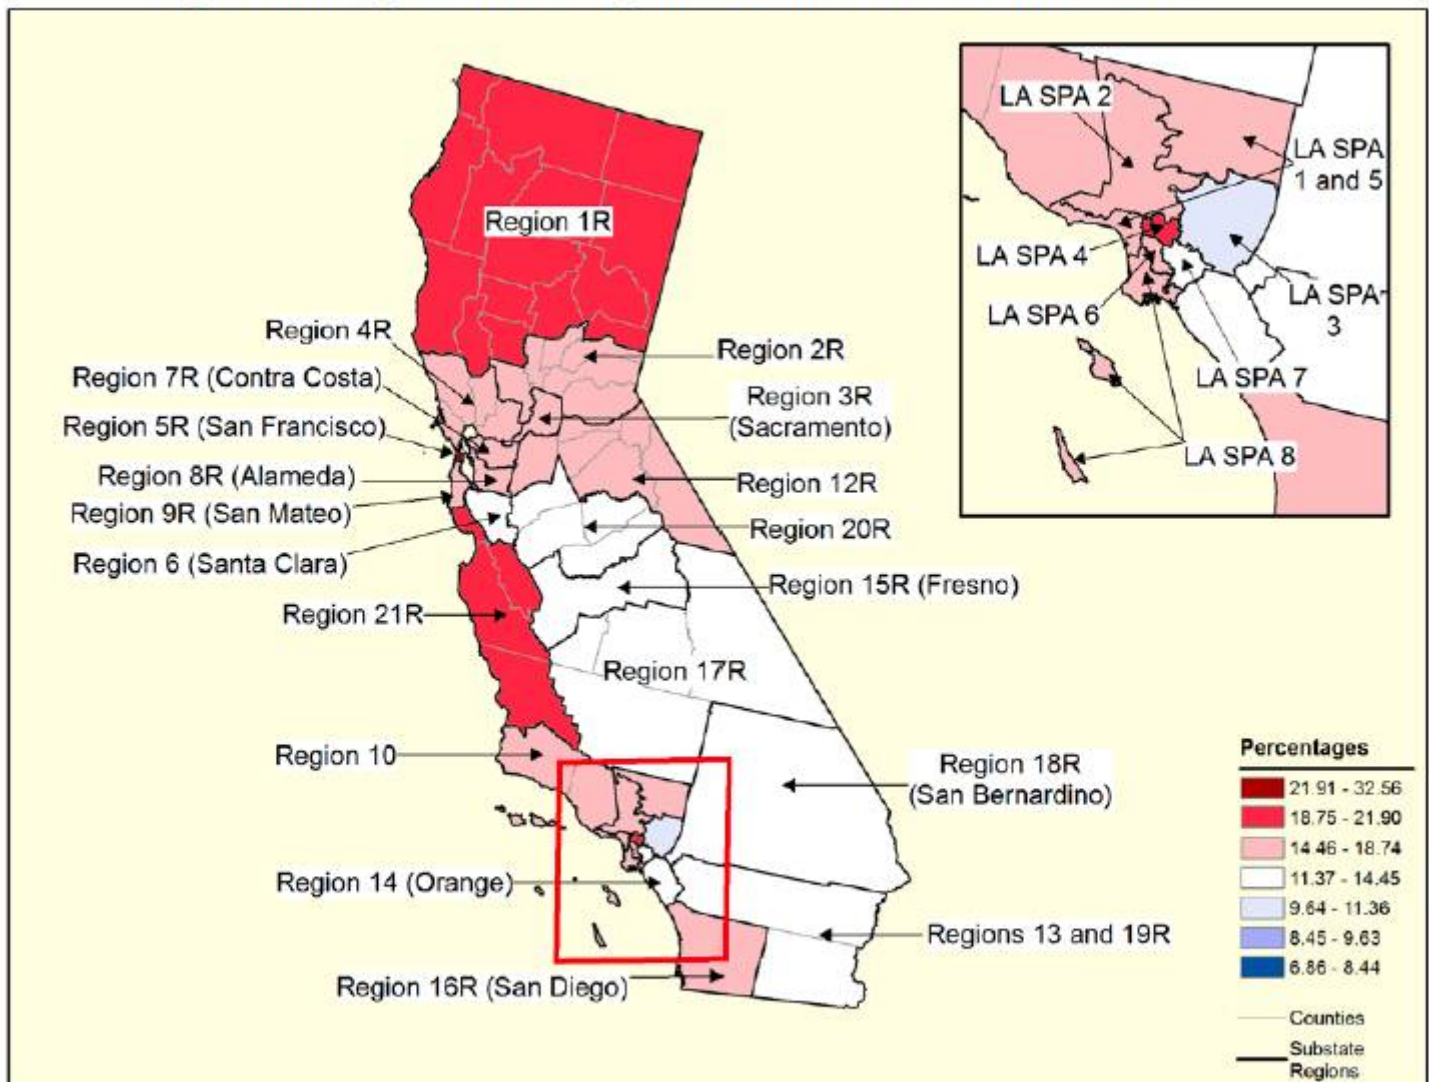 Region 1R
Region 4R
Region 2R
Region 7R (Contra Costa)
Region 3R
(Sacramento)
Region 5R (San Francisco)
Region 8R (Alameda)
Region 12R
Region 9R (San Mateo)
Region 20R
Region 6 (Santa Clara)
Region 15R (Fresno)
Region 21R
Region 17R
Region 10
Region 18R
(San Bernardino)
Region 14 (Orange)
Regions 13 and 19R
Region 16R (San Diego)
LA SPA 2
LA SPA
1 and 5
LA SPA 4
LA SPA
3
LA SPA 6
LA SPA 7
LA SPA 8
Percentages
21.91 - 32.56
18.75 - 21.90
14.46 - 18.74
11.37 - 14.45
9.64 - 11.36
8.45 - 9.63
6.86 - 8.44
Counties
Substate
Regions